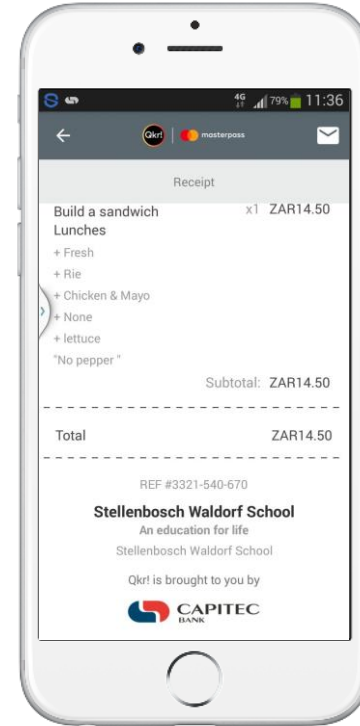 4G 79% 11:36
Qkr! | masterpass
Receipt
Build a sandwich x1 ZAR14.50
Lunches
+ Fresh
+ Rie
+ Chicken & Mayo
+ None
+ lettuce
"No pepper "
Subtotal: ZAR14.50
Total ZAR14.50
REF #3321-540-670
Stellenbosch Waldorf School
An education for life
Stellenbosch Waldorf School
Qkr! is brought to you by
CAPITEC
BANK